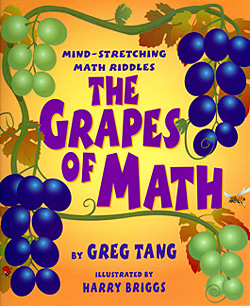 MIND-STRETCHING
MATH RIDDLES
THE
GRAPES
OF MATH
BY GREG TANG
ILLUSTRATED BY
HARRY BRIGGS